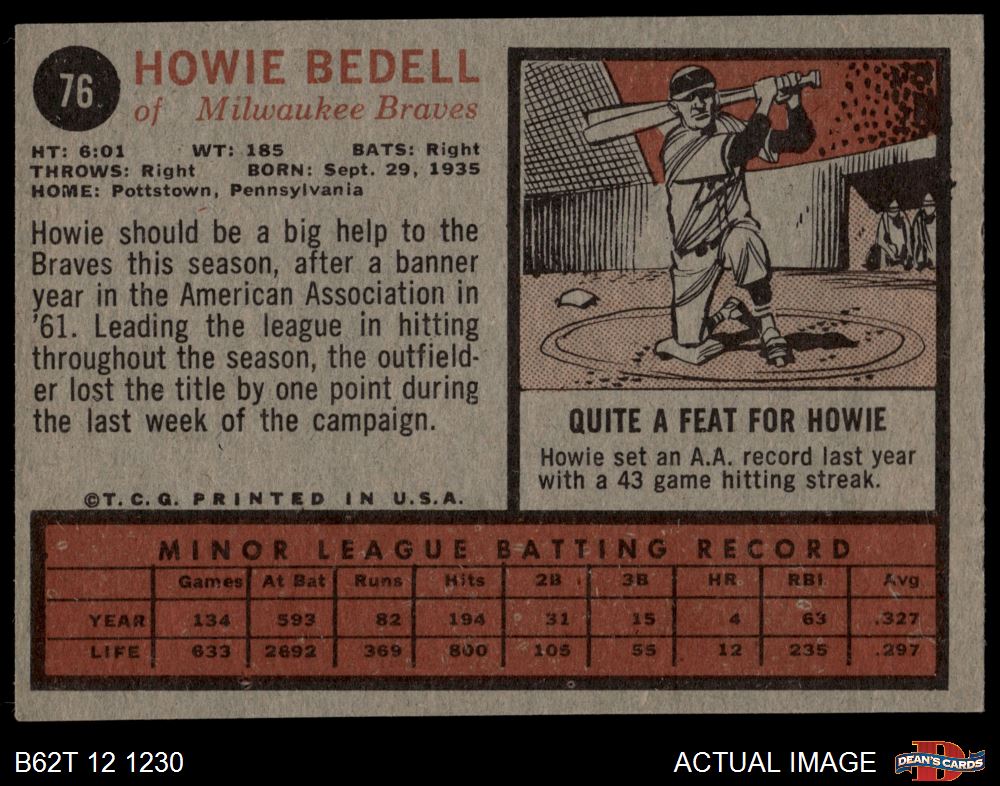 76
HOWIE BEDELL
of Milwaukee Braves
HT: 6:01 WT: 185 BATS: Right
THROWS: Right BORN: Sept. 29, 1935
HOME: Pottstown, Pennsylvania
Howie should be a big help to the
Braves this season, after a banner
year in the American Association in
'61. Leading the league in hitting
throughout the season, the outfield-
er lost the title by one point during
the last week of the campaign.
©T.C.G. PRINTED IN U.S.A.
QUITE A FEAT FOR HOWIE
Howie set an A.A. record last year
with a 43 game hitting streak.
MINOR LEAGUE BATTING RECORD
Games At Bat Runs Hits 2B 3B HR RBI Avg
YEAR 134 593 82 194 31 15 4 63 .327
LIFE 633 2692 369 800 105 55 12 235 .297
B62T 12 1230
ACTUAL IMAGE
D
DEAN'S CARDS